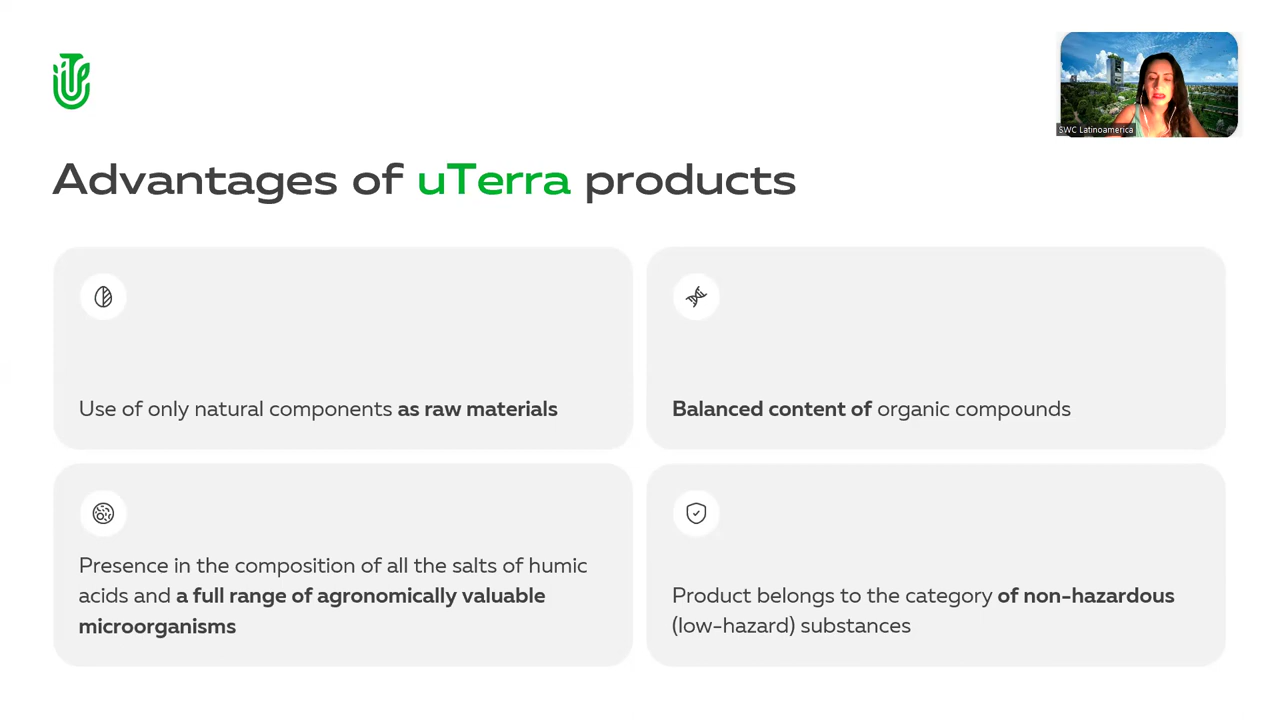 SWC Latinoamerica
Advantages of uTerra products
Use of only natural components as raw materials
Balanced content of organic compounds
Presence in the composition of all the salts of humic
acids and a full range of agronomically valuable
microorganisms
Product belongs to the category of non-hazardous
(low-hazard) substances